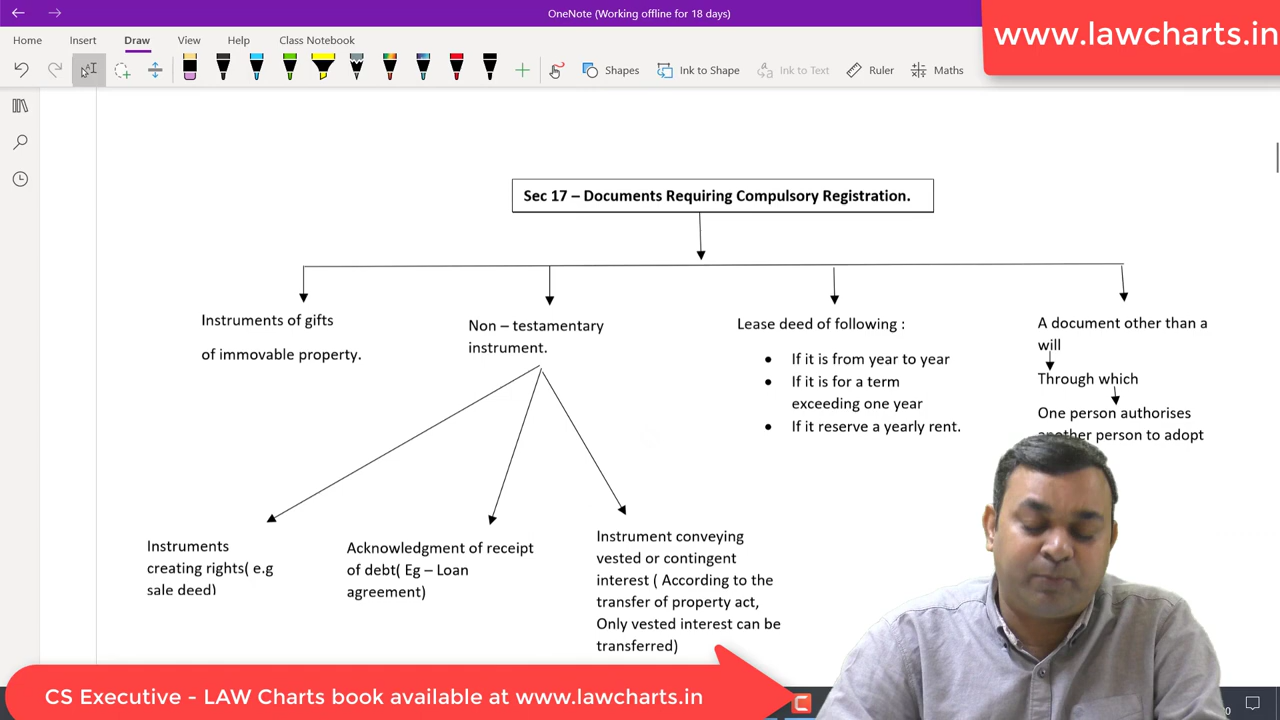 OneNote (Working offline for 18 days)
www.lawcharts.in
Home Insert Draw View Help Class Notebook
Shapes Ink to Shape Ink to Text Ruler Maths
Sec 17 – Documents Requiring Compulsory Registration.
Instruments of gifts
of immovable property.
Non – testamentary
instrument.
Lease deed of following :
• If it is from year to year
• If it is for a term
exceeding one year
• If it reserve a yearly rent.
A document other than a
will
Through which
One person authorises
another person to adopt
Instruments
creating rights( e.g
sale deed)
Acknowledgment of receipt
of debt( Eg – Loan
agreement)
Instrument conveying
vested or contingent
interest ( According to the
transfer of property act,
Only vested interest can be
transferred)
CS Executive - LAW Charts book available at www.lawcharts.in